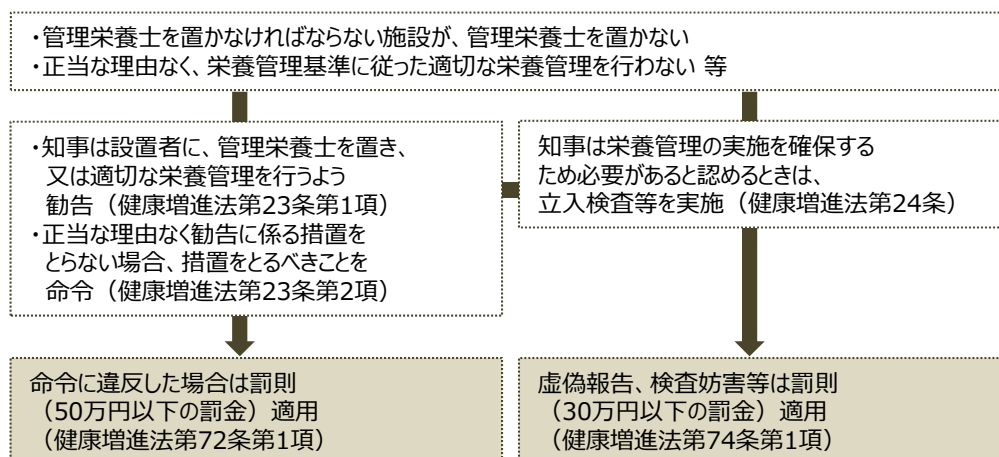 ・管理栄養士を置かなければならない施設が、管理栄養士を置かない
・正当な理由なく、栄養管理基準に従った適切な栄養管理を行わない 等
・知事は設置者に、管理栄養士を置き、
又は適切な栄養管理を行うよう
勧告（健康増進法第23条第1項）
・正当な理由なく勧告に係る措置を
とらない場合、措置をとるべきことを
命令（健康増進法第23条第2項）
知事は栄養管理の実施を確保する
ため必要があると認めるときは、
立入検査等を実施（健康増進法第24条）
命令に違反した場合は罰則
（50万円以下の罰金）適用
（健康増進法第72条第1項）
虚偽報告、検査妨害等は罰則
（30万円以下の罰金）適用
（健康増進法第74条第1項）